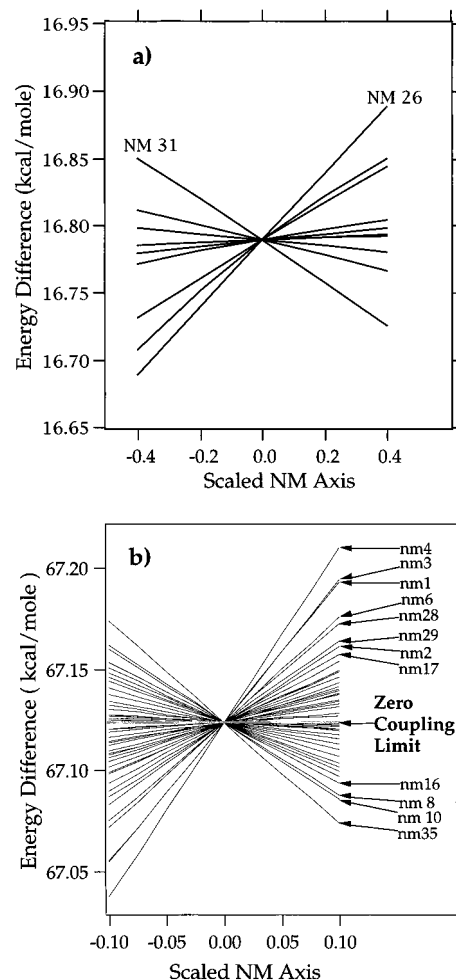 a)
Energy Difference (kcal/mole)
16.95
16.90
16.85
16.80
16.75
16.70
16.65
NM 31
NM 26
-0.4 -0.2 0.0 0.2 0.4
Scaled NM Axis
b)
Energy Difference ( kcal/mole )
67.20
67.15
67.10
67.05
nm4
nm3
nm1
nm6
nm28
nm29
nm2
nm17
Zero
Coupling
Limit
nm16
nm 8
nm 10
nm35
-0.10 -0.05 0.00 0.05 0.10
Scaled NM Axis